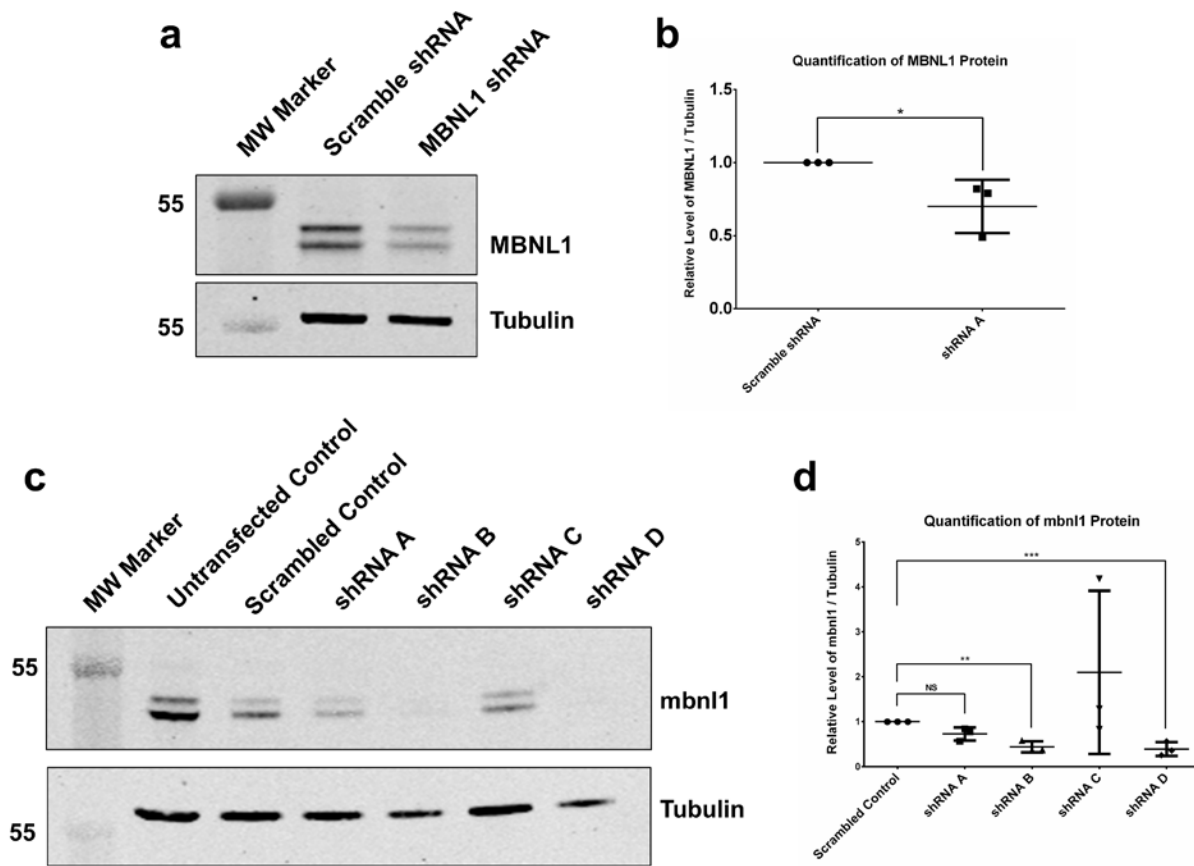 a
MW Marker
Scramble shRNA
MBNL1 shRNA
55
MBNL1
55
Tubulin
b
Quantification of MBNL1 Protein
Relative Level of MBNL1 / Tubulin
1.5
1.0
0.5
0.0
*
Scramble shRNA
shRNA A
c
MW Marker
Untransfected Control
Scrambled Control
shRNA A
shRNA B
shRNA C
shRNA D
55
mbnl1
55
Tubulin
d
Quantification of mbnl1 Protein
Relative Level of mbnl1 / Tubulin
5
4
3
2
1
0
***
**
NS
Scrambled Control
shRNA A
shRNA B
shRNA C
shRNA D